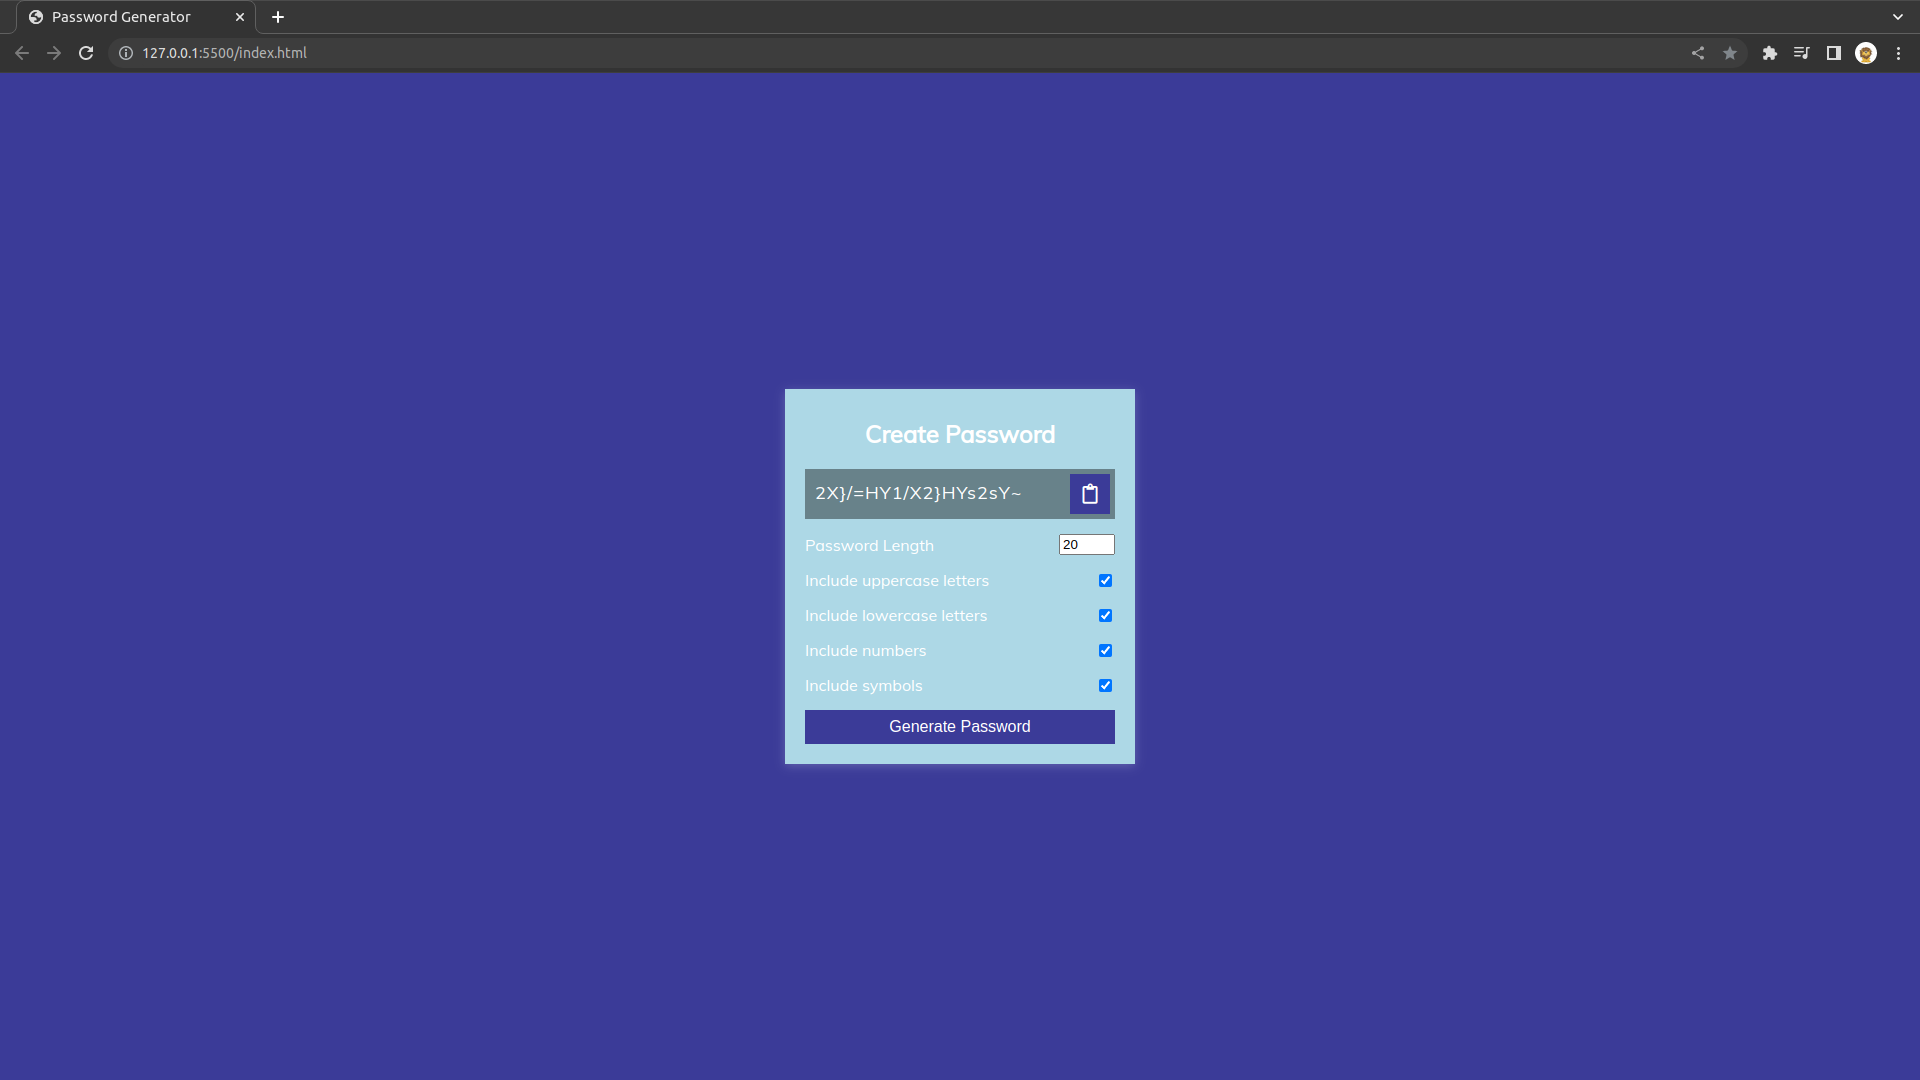 Password Generator
127.0.0.1:5500/index.html
Create Password
2X}/=HY1/X2}HYs2sY~
Password Length 20
Include uppercase letters
Include lowercase letters
Include numbers
Include symbols
Generate Password